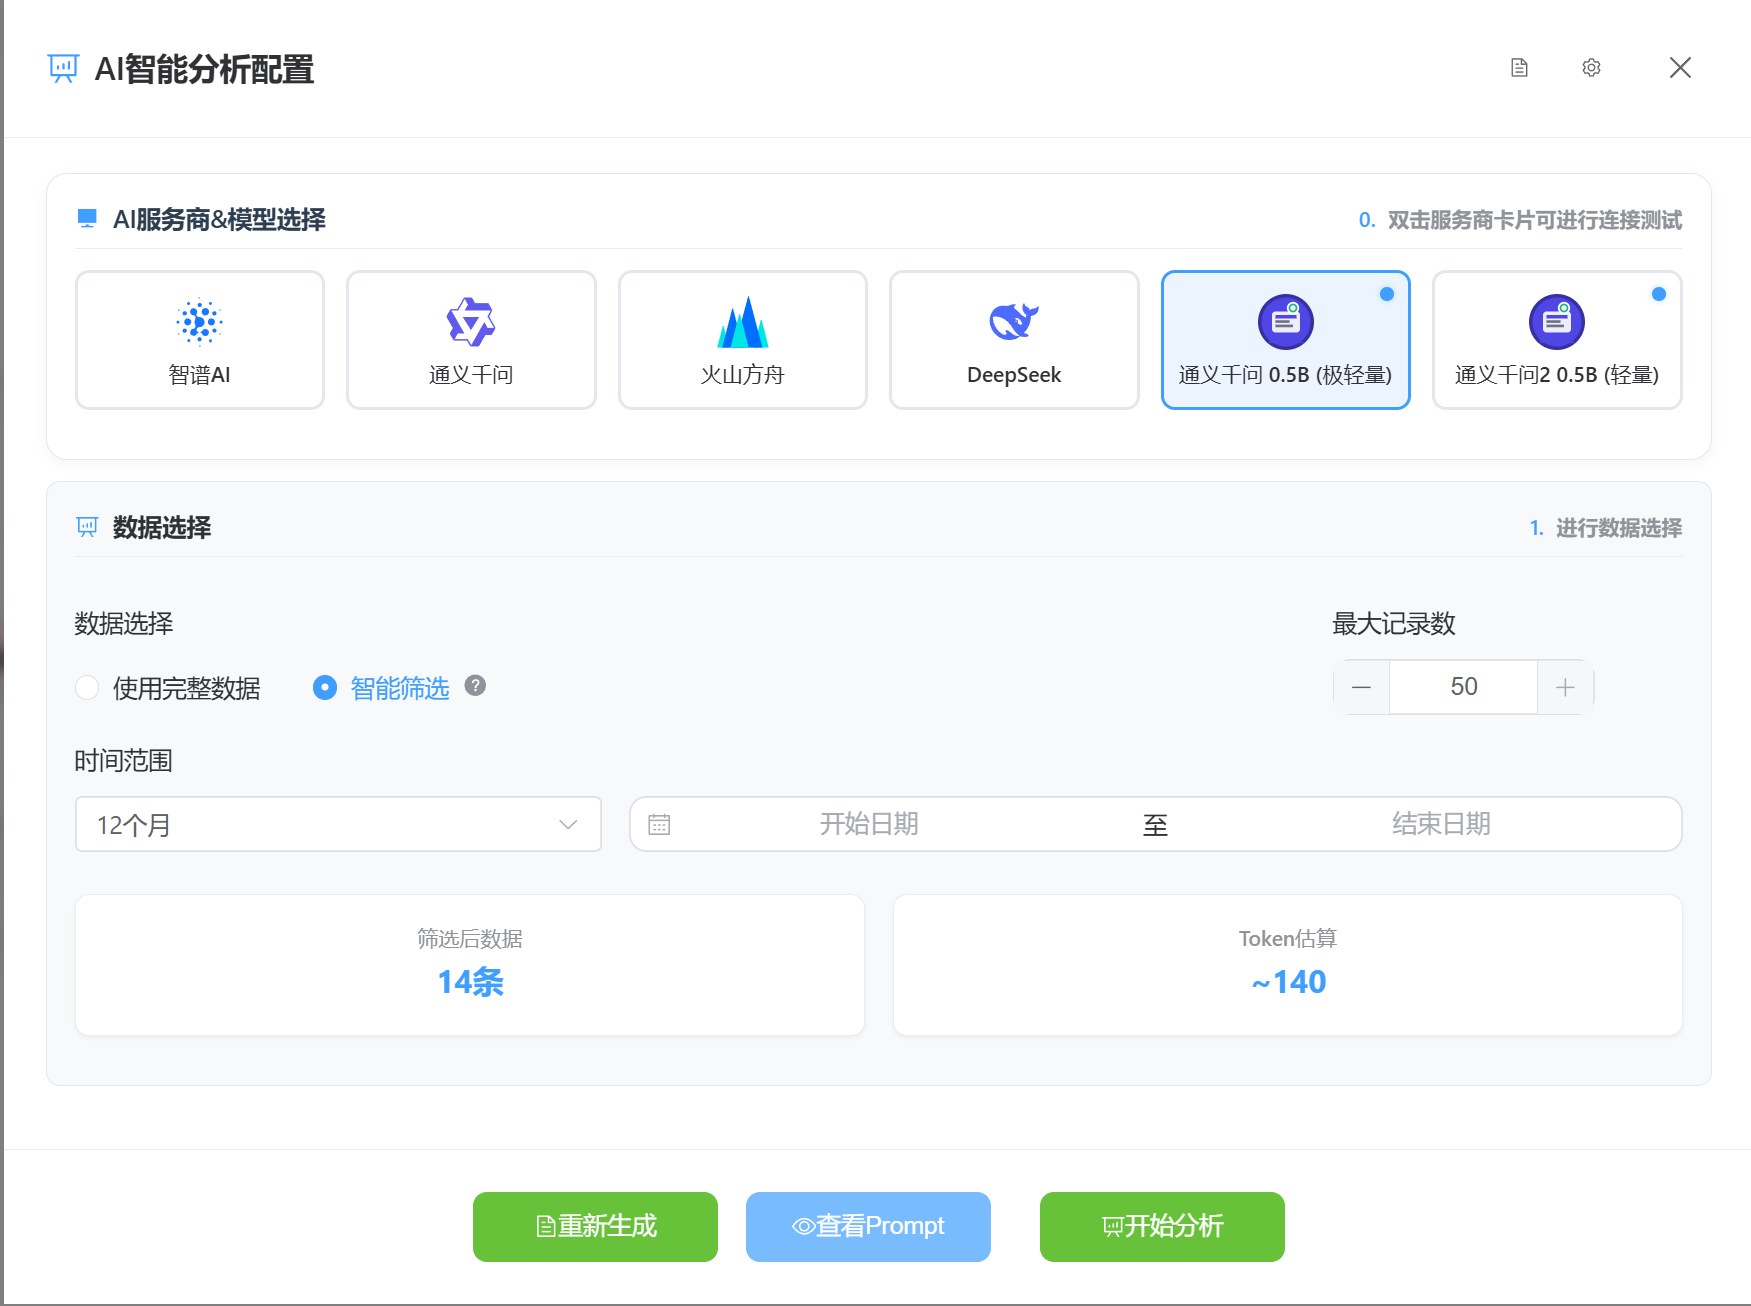 AI智能分析配置
AI服务商&模型选择
0. 双击服务商卡片可进行连接测试
智谱AI
通义千问
火山方舟
DeepSeek
通义千问 0.5B (极轻量)
通义千问2 0.5B (轻量)
数据选择
1. 进行数据选择
数据选择
最大记录数
使用完整数据
智能筛选
50
时间范围
12个月
开始日期
至
结束日期
筛选后数据
Token估算
14条
~140
重新生成
查看Prompt
开始分析